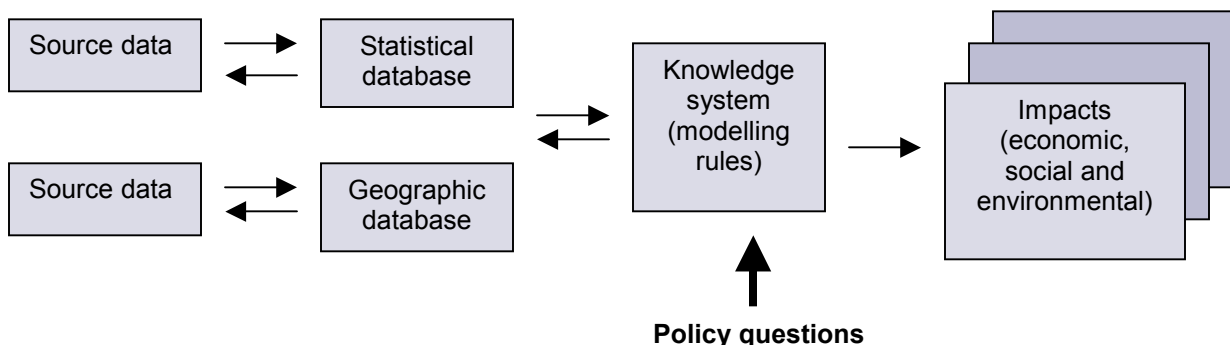 Source data
Statistical
database
Knowledge
system
(modelling
rules)
Impacts
(economic,
social and
environmental)
Source data
Geographic
database
Policy questions